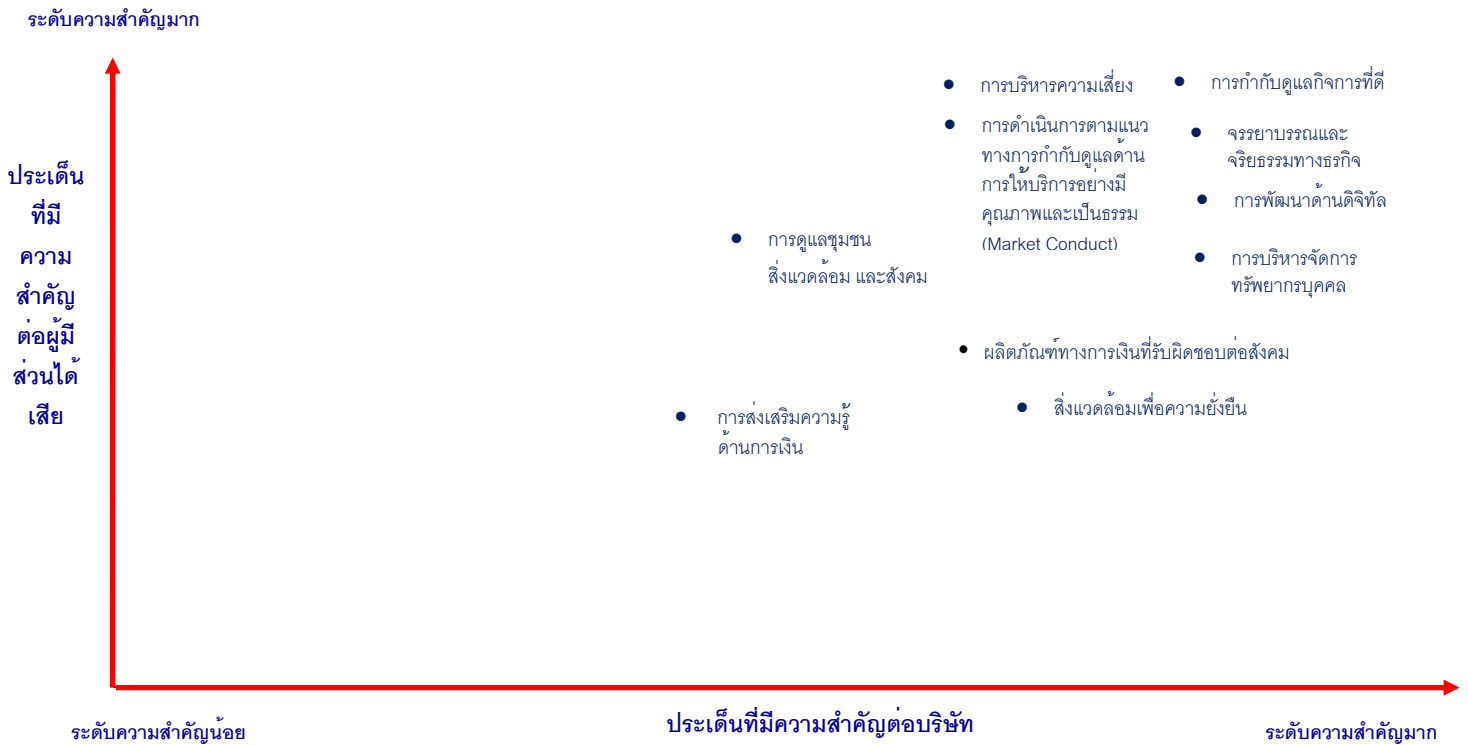 ระดับความสำคัญมาก
ประเด็น
ที่มี
ความ
สำคัญ
ต่อผู้มี
ส่วนได้
เสีย
• การบริหารความเสี่ยง
• การดำเนินการตามแนว
ทางการกำกับดูแลด้าน
การให้บริการอย่างมี
คุณภาพและเป็นธรรม
(Market Conduct)
• การกำกับดูแลกิจการที่ดี
• จรรยาบรรณและ
จริยธรรมทางธรกิจ
• การพัฒนาด้านดิจิทัล
• การบริหารจัดการ
ทรัพยากรบุคคล
• การดูแลชุมชน
สิ่งแวดล้อม และสังคม
• ผลิตภัณฑ์ทางการเงินที่รับผิดชอบต่อสังคม
• สิ่งแวดล้อมเพื่อความยั่งยืน
• การส่งเสริมความรู้
ด้านการเงิน
ระดับความสำคัญน้อย
ประเด็นที่มีความสำคัญต่อบริษัท
ระดับความสำคัญมาก